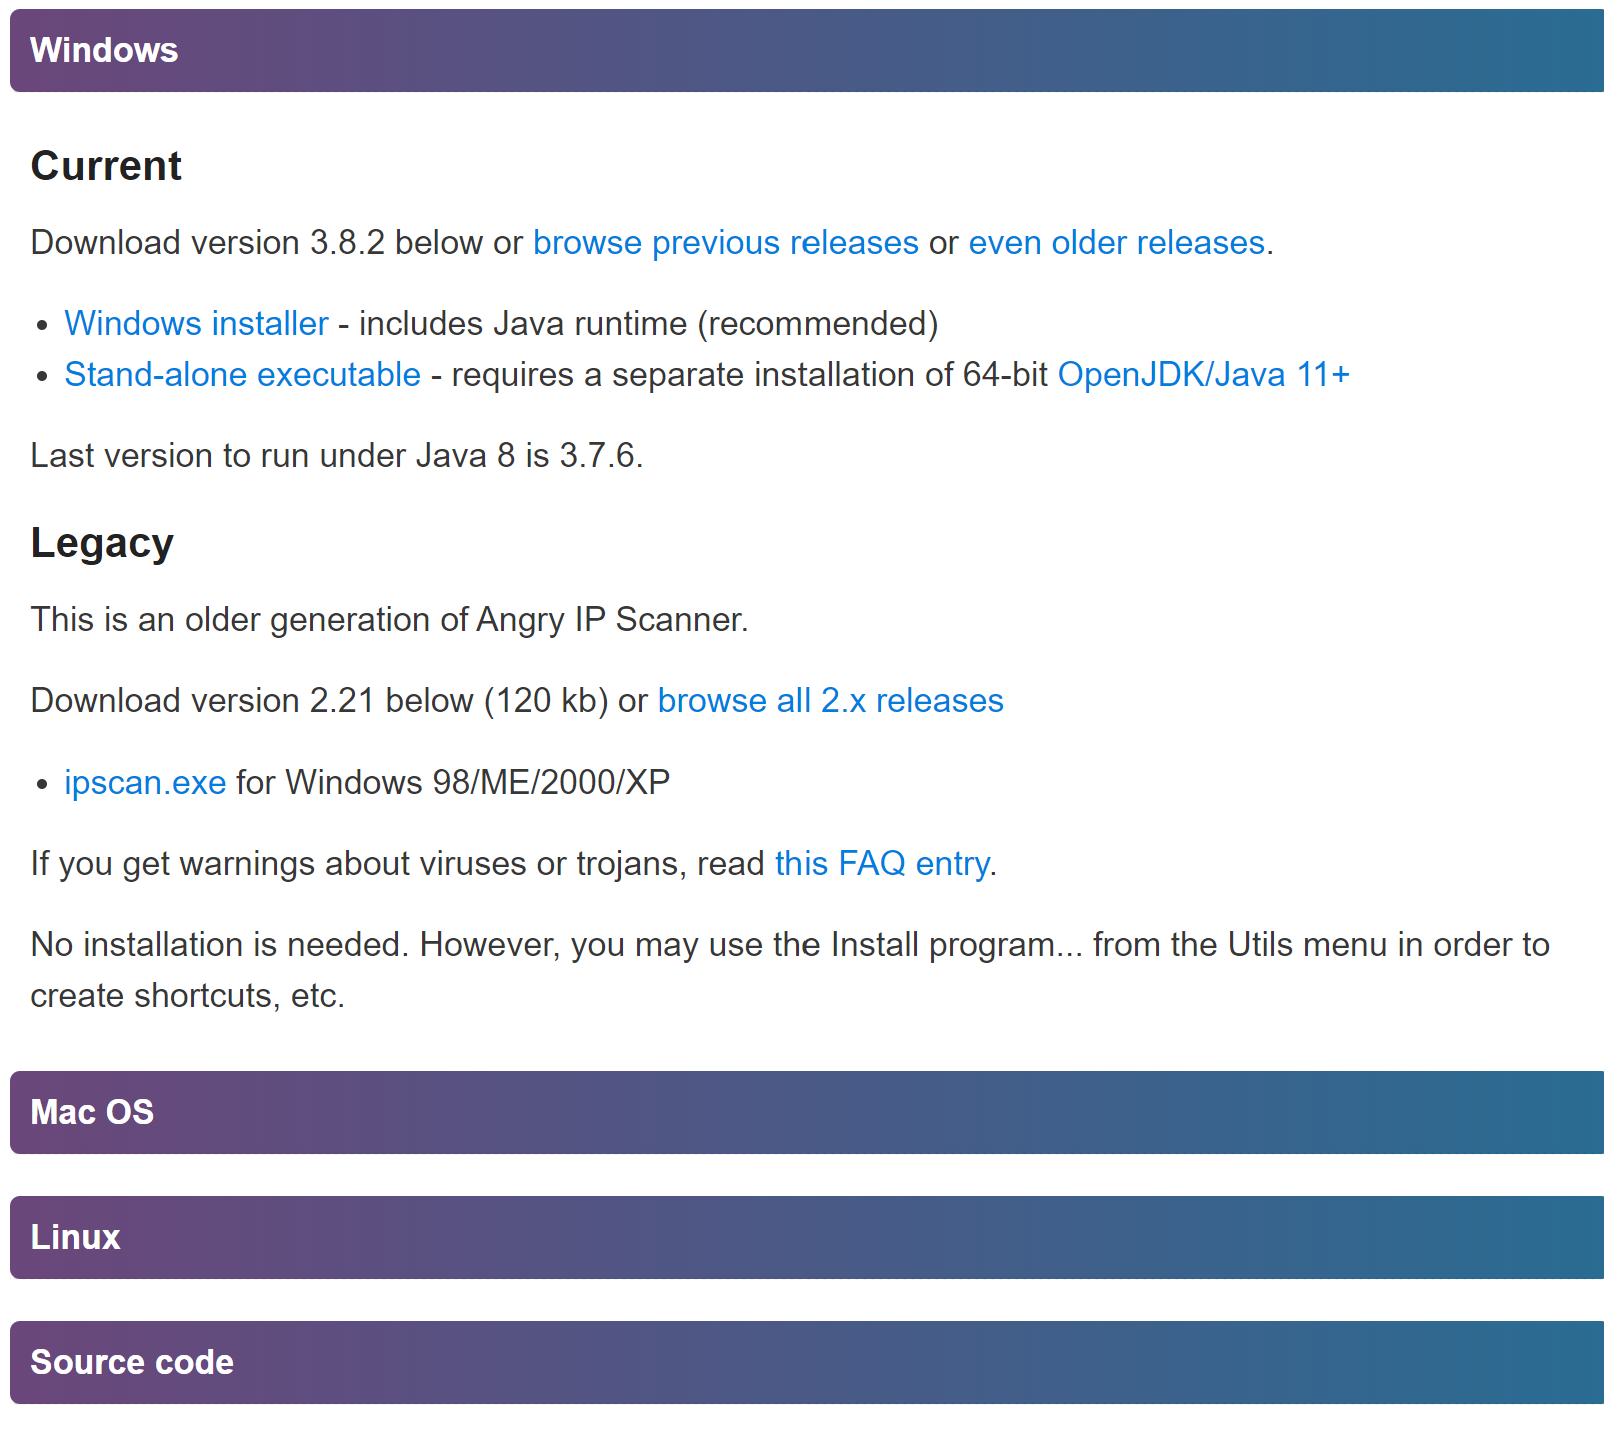 Windows
Current
Download version 3.8.2 below or browse previous releases or even older releases.
Windows installer - includes Java runtime (recommended)
Stand-alone executable - requires a separate installation of 64-bit OpenJDK/Java 11+
Last version to run under Java 8 is 3.7.6.
Legacy
This is an older generation of Angry IP Scanner.
Download version 2.21 below (120 kb) or browse all 2.x releases
ipscan.exe for Windows 98/ME/2000/XP
If you get warnings about viruses or trojans, read this FAQ entry.
No installation is needed. However, you may use the Install program... from the Utils menu in order to
create shortcuts, etc.
Mac OS
Linux
Source code